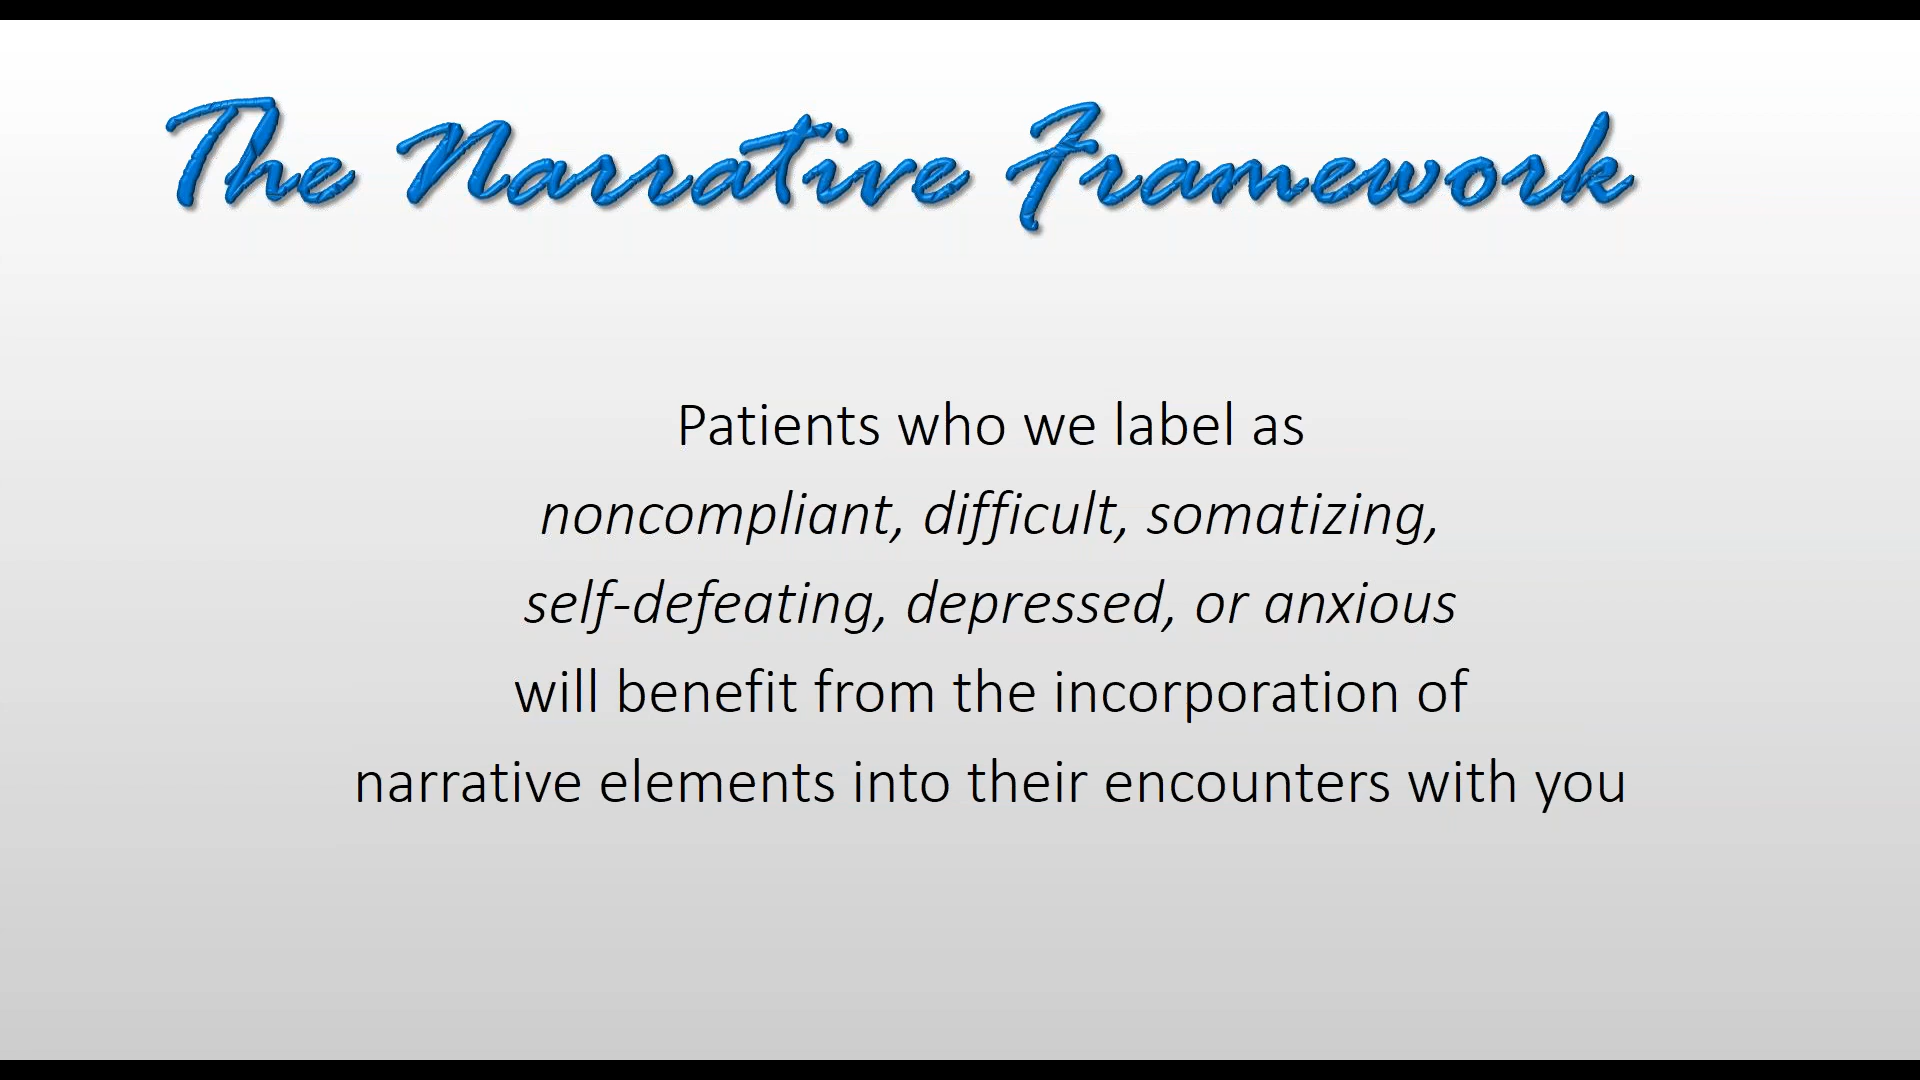 The Narrative Framework
Patients who we label as
noncompliant, difficult, somatizing,
self-defeating, depressed, or anxious
will benefit from the incorporation of
narrative elements into their encounters with you